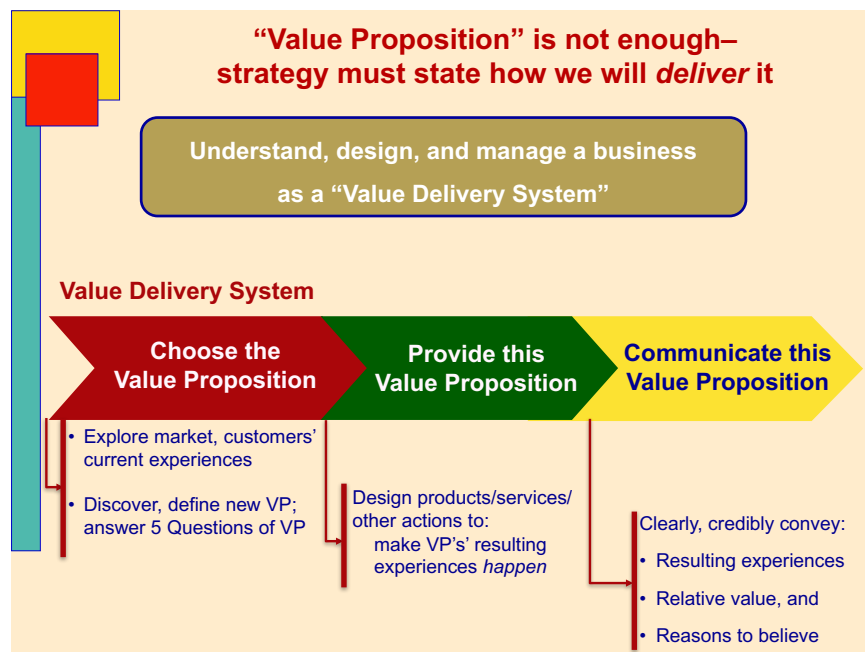 “Value Proposition” is not enough–
strategy must state how we will deliver it
Understand, design, and manage a business
as a “Value Delivery System”
Value Delivery System
Choose the
Value Proposition
Provide this
Value Proposition
Communicate this
Value Proposition
• Explore market, customers’
current experiences
• Discover, define new VP;
answer 5 Questions of VP
Design products/services/
other actions to:
make VP’s’ resulting
experiences happen
Clearly, credibly convey:
• Resulting experiences
• Relative value, and
• Reasons to believe